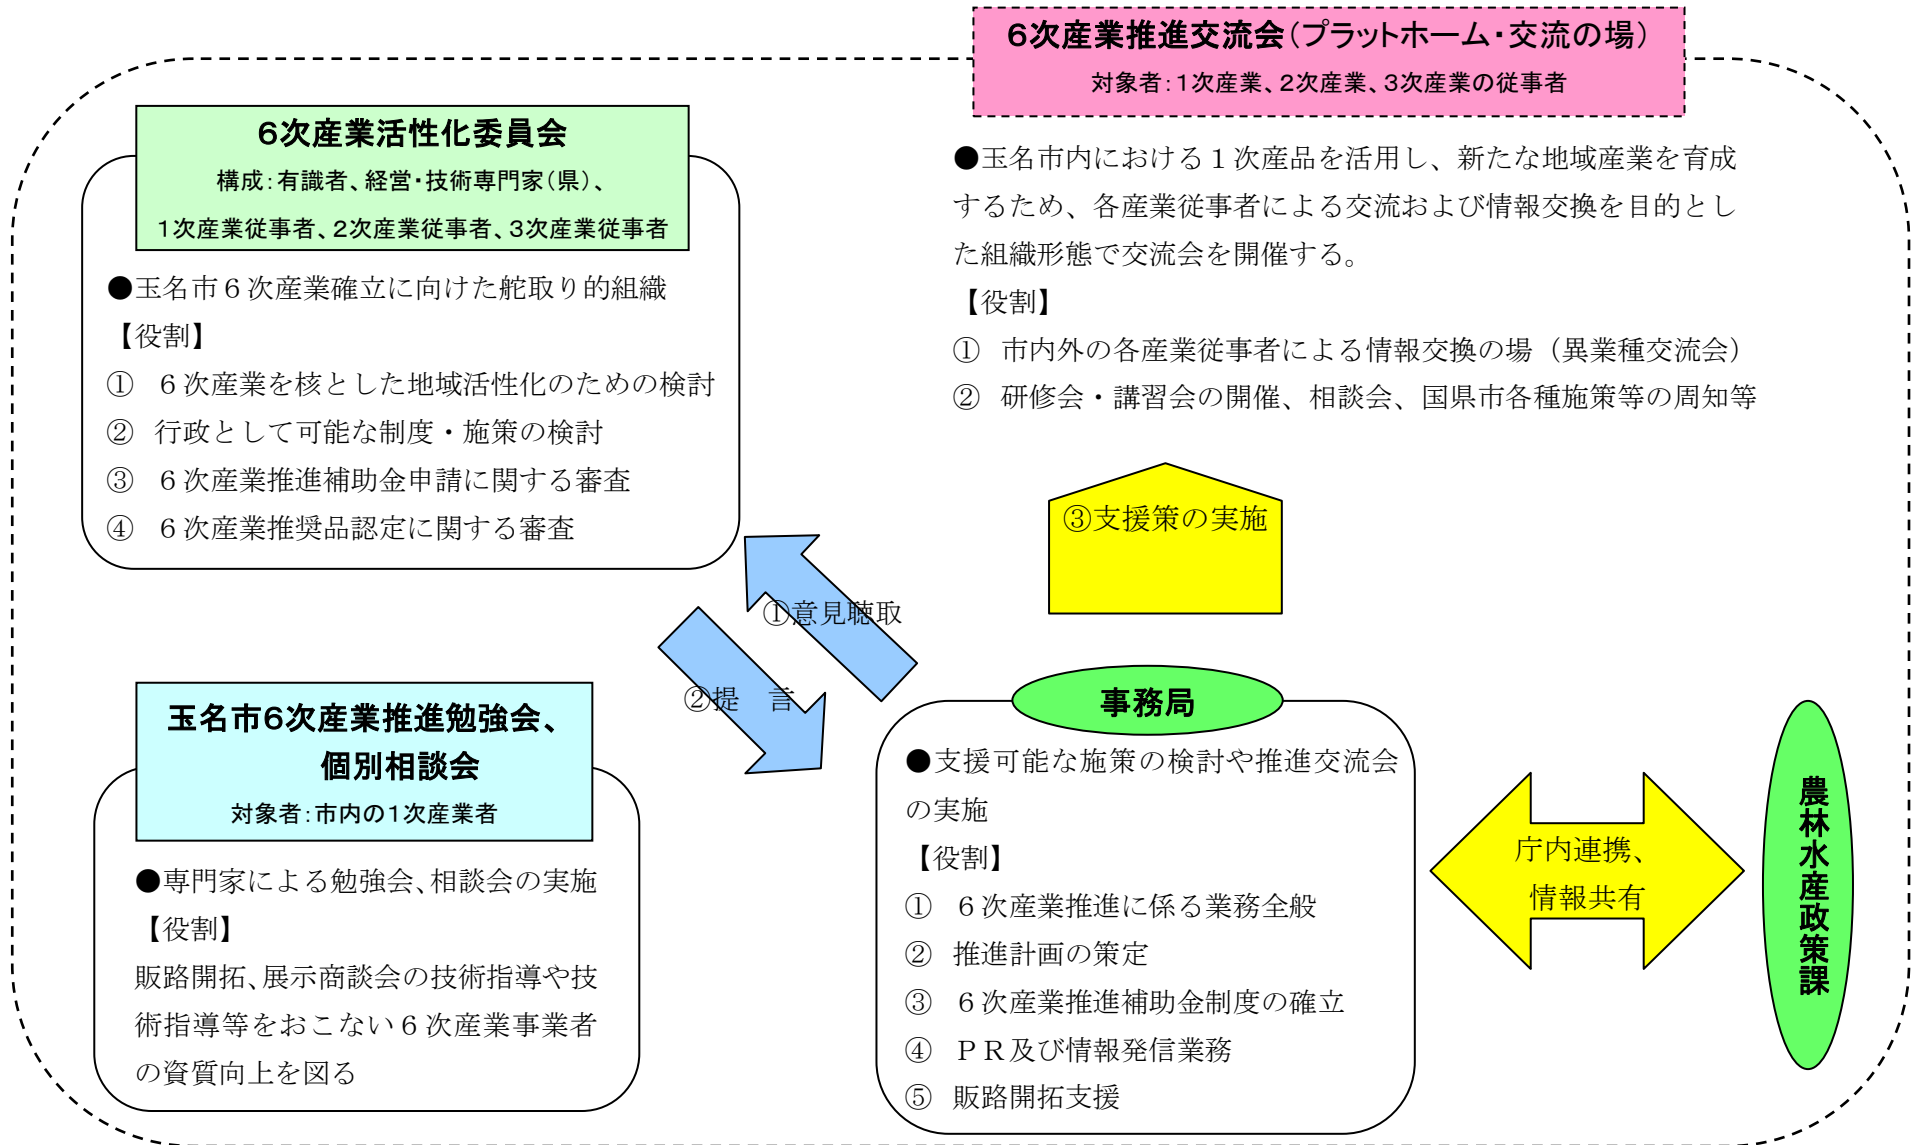 6次産業推進交流会(プラットホーム・交流の場)
対象者:1次産業、2次産業、3次産業の従事者
●玉名市内における1次産品を活用し、新たな地域産業を育成
するため、各産業従事者による交流および情報交換を目的とし
た組織形態で交流会を開催する。
【役割】
① 市内外の各産業従事者による情報交換の場(異業種交流会)
② 研修会・講習会の開催、相談会、国県市各種施策等の周知等
6次産業活性化委員会
構成:有識者、経営・技術専門家(県)、
1次産業従事者、2次産業従事者、3次産業従事者
●玉名市6次産業確立に向けた舵取り的組織
【役割】
① 6次産業を核とした地域活性化のための検討
② 行政として可能な制度・施策の検討
③ 6次産業推進補助金申請に関する審査
④ 6次産業推奨品認定に関する審査
③支援策の実施
①意見聴取
②提 言
玉名市6次産業推進勉強会、
個別相談会
対象者:市内の1次産業者
●専門家による勉強会、相談会の実施
【役割】
販路開拓、展示商談会の技術指導や技
術指導等をおこない6次産業事業者
の資質向上を図る
事務局
●支援可能な施策の検討や推進交流会
の実施
【役割】
① 6次産業推進に係る業務全般
② 推進計画の策定
③ 6次産業推進補助金制度の確立
④ PR及び情報発信業務
⑤ 販路開拓支援
庁内連携、
情報共有
農林水産政策課